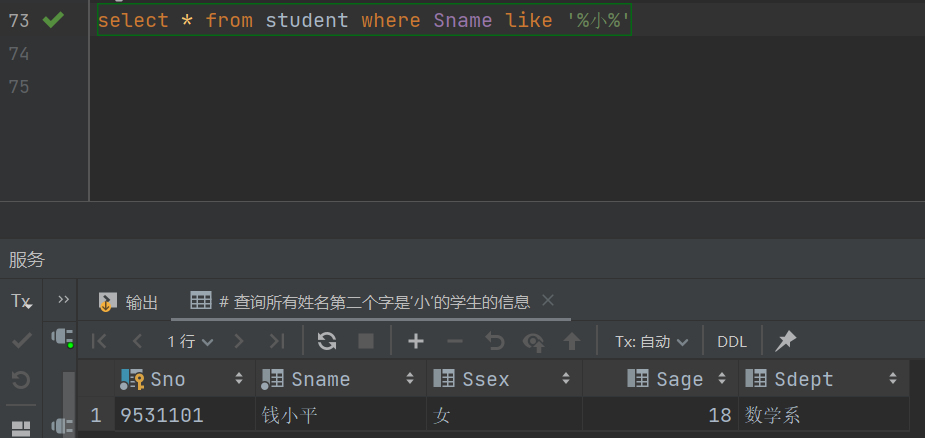 73 select * from student where Sname like '%小%'
74
75
服务
Tx 输出 # 查询所有姓名第二个字是‘小’的学生的信息
1 行 Tx: 自动 DDL
Sno Sname Ssex Sage Sdept
1 9531101 钱小平 女 18 数学系